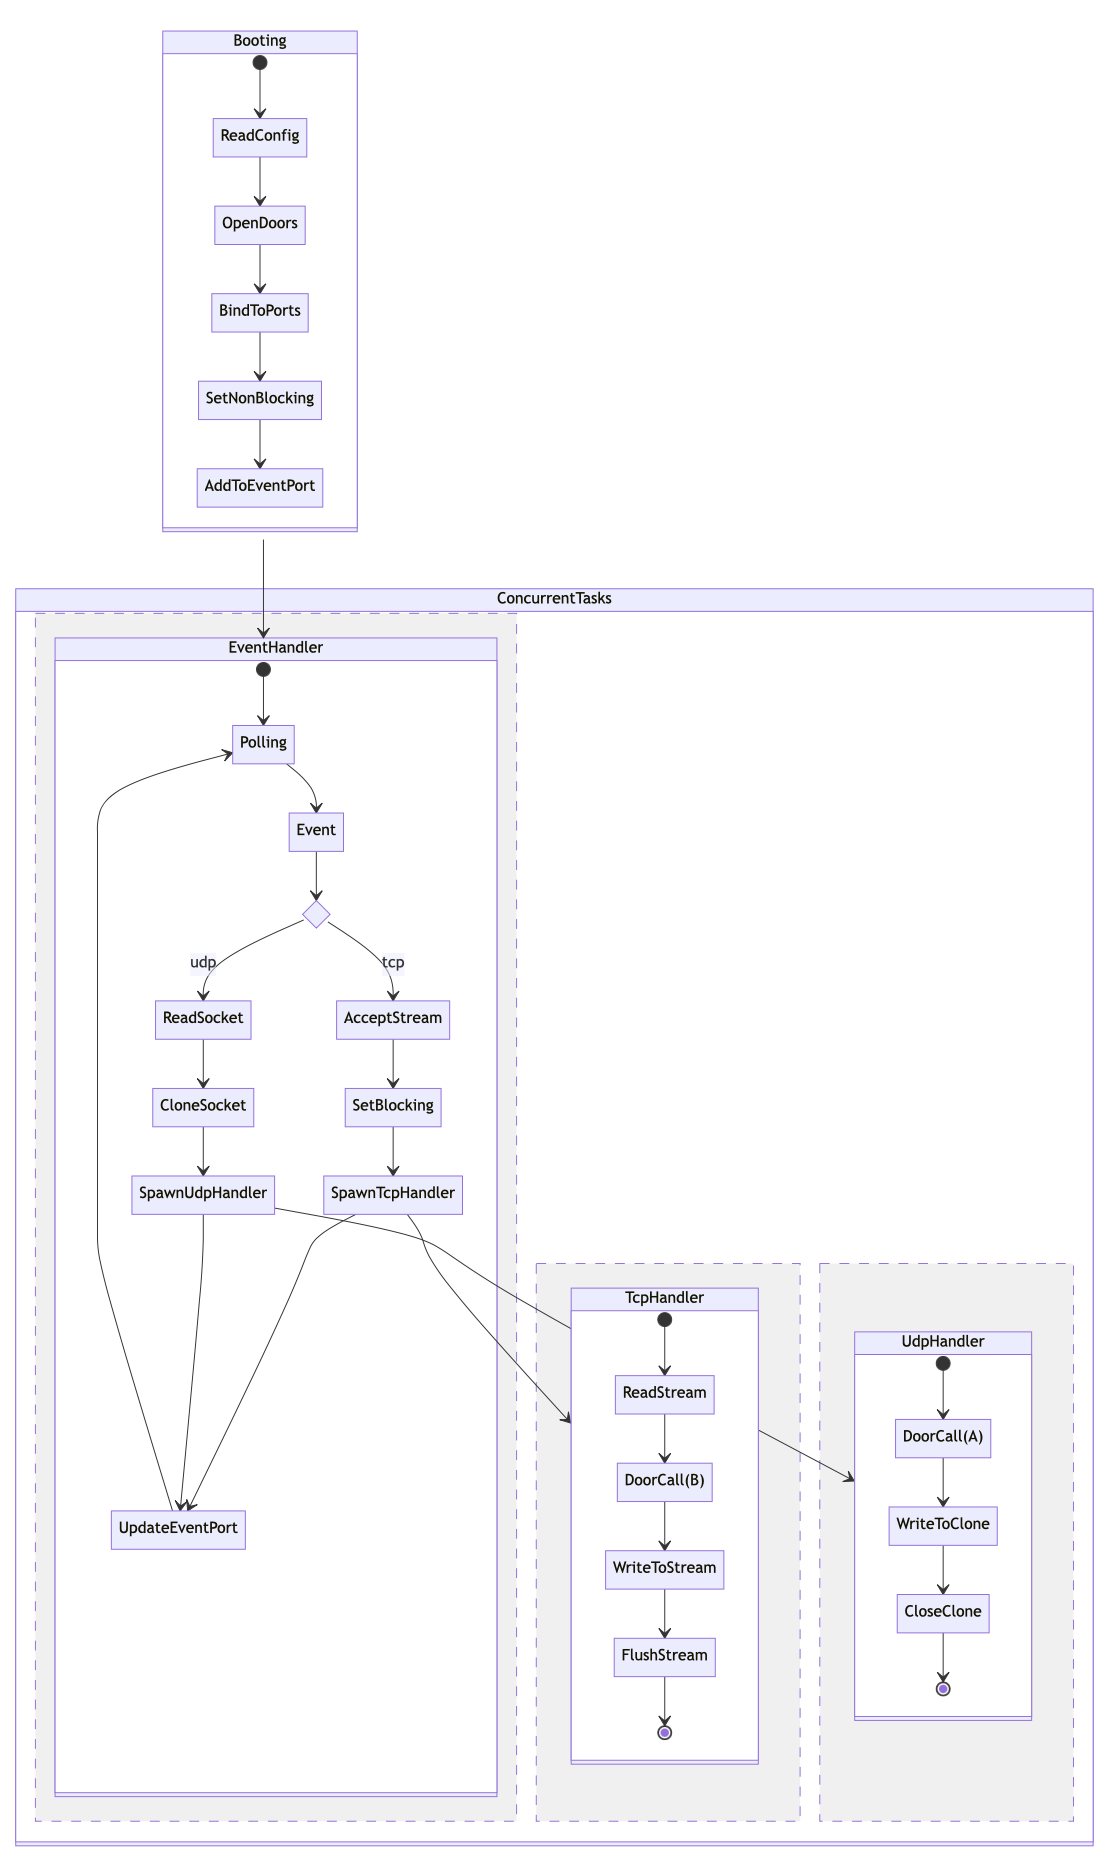 Booting
ReadConfig
OpenDoors
BindToPorts
SetNonBlocking
AddToEventPort
ConcurrentTasks
EventHandler
Polling
Event
udp
tcp
ReadSocket
AcceptStream
CloneSocket
SetBlocking
SpawnUdpHandler
SpawnTcpHandler
UpdateEventPort
TcpHandler
ReadStream
DoorCall(B)
WriteToStream
FlushStream
UdpHandler
DoorCall(A)
WriteToClone
CloseClone